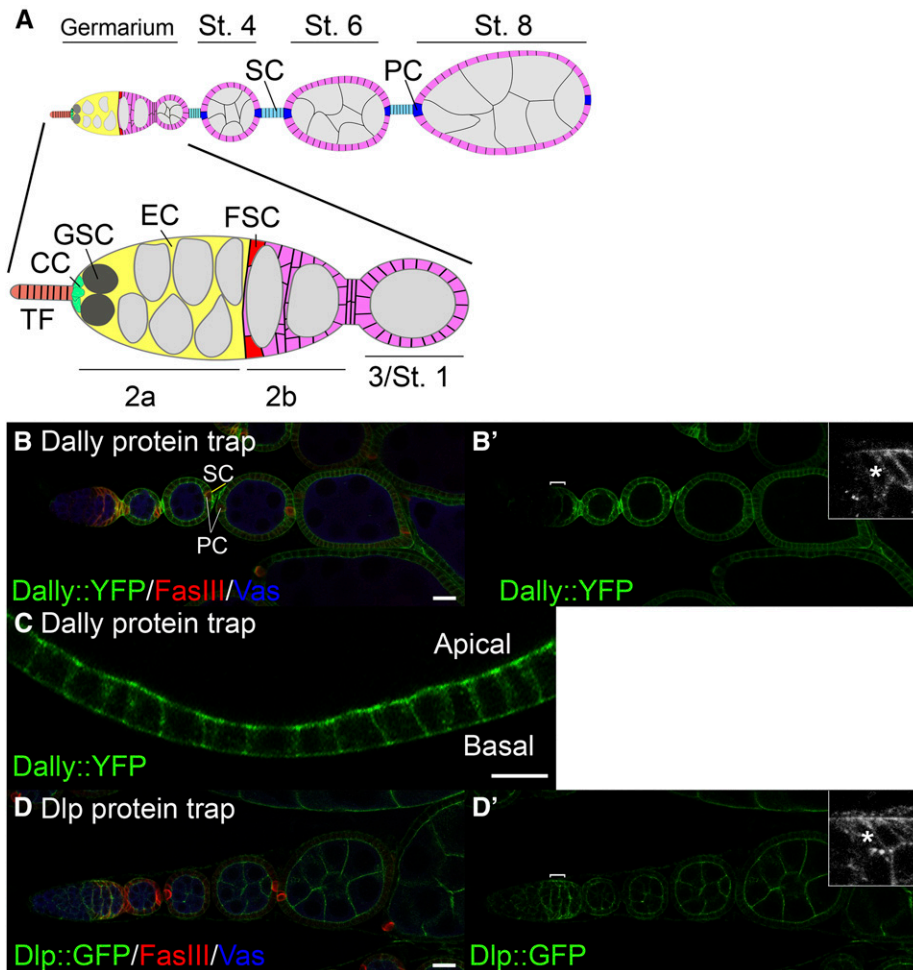 A
Germarium St. 4 St. 6 St. 8
SC PC
EC FSC
GSC
CC
TF
2a 2b 3/St. 1
B Dally protein trap B'
SC
PC
* 
Dally::YFP/FasIII/Vas Dally::YFP
C Dally protein trap
Apical
Basal
Dally::YFP
D Dlp protein trap D'
*
Dlp::GFP/FasIII/Vas Dlp::GFP